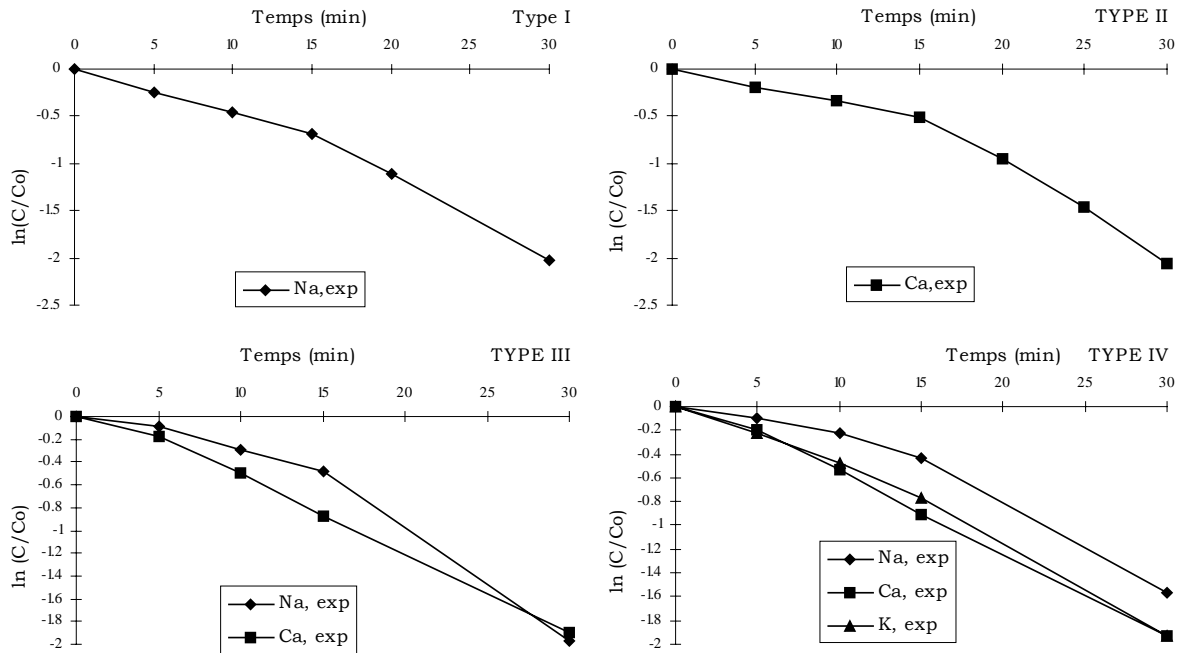 Temps (min) Type I
0 5 10 15 20 25 30
0
-0.5
-1
-1.5
-2
-2.5
ln(C/Co)
Na,exp
Temps (min) TYPE II
0 5 10 15 20 25 30
0
-0.5
-1
-1.5
-2
-2.5
ln (C/Co)
Ca,exp
Temps (min) TYPE III
0 5 10 15 20 25 30
0
-0.2
-0.4
-0.6
-0.8
-1
-1.2
-1.4
-1.6
-1.8
-2
ln (C/Co)
Na, exp
Ca, exp
Temps (min) TYPE IV
0 5 10 15 20 25 30
0
-0.2
-0.4
-0.6
-0.8
-1
-1.2
-1.4
-1.6
-1.8
-2
ln (C/Co)
Na, exp
Ca, exp
K, exp